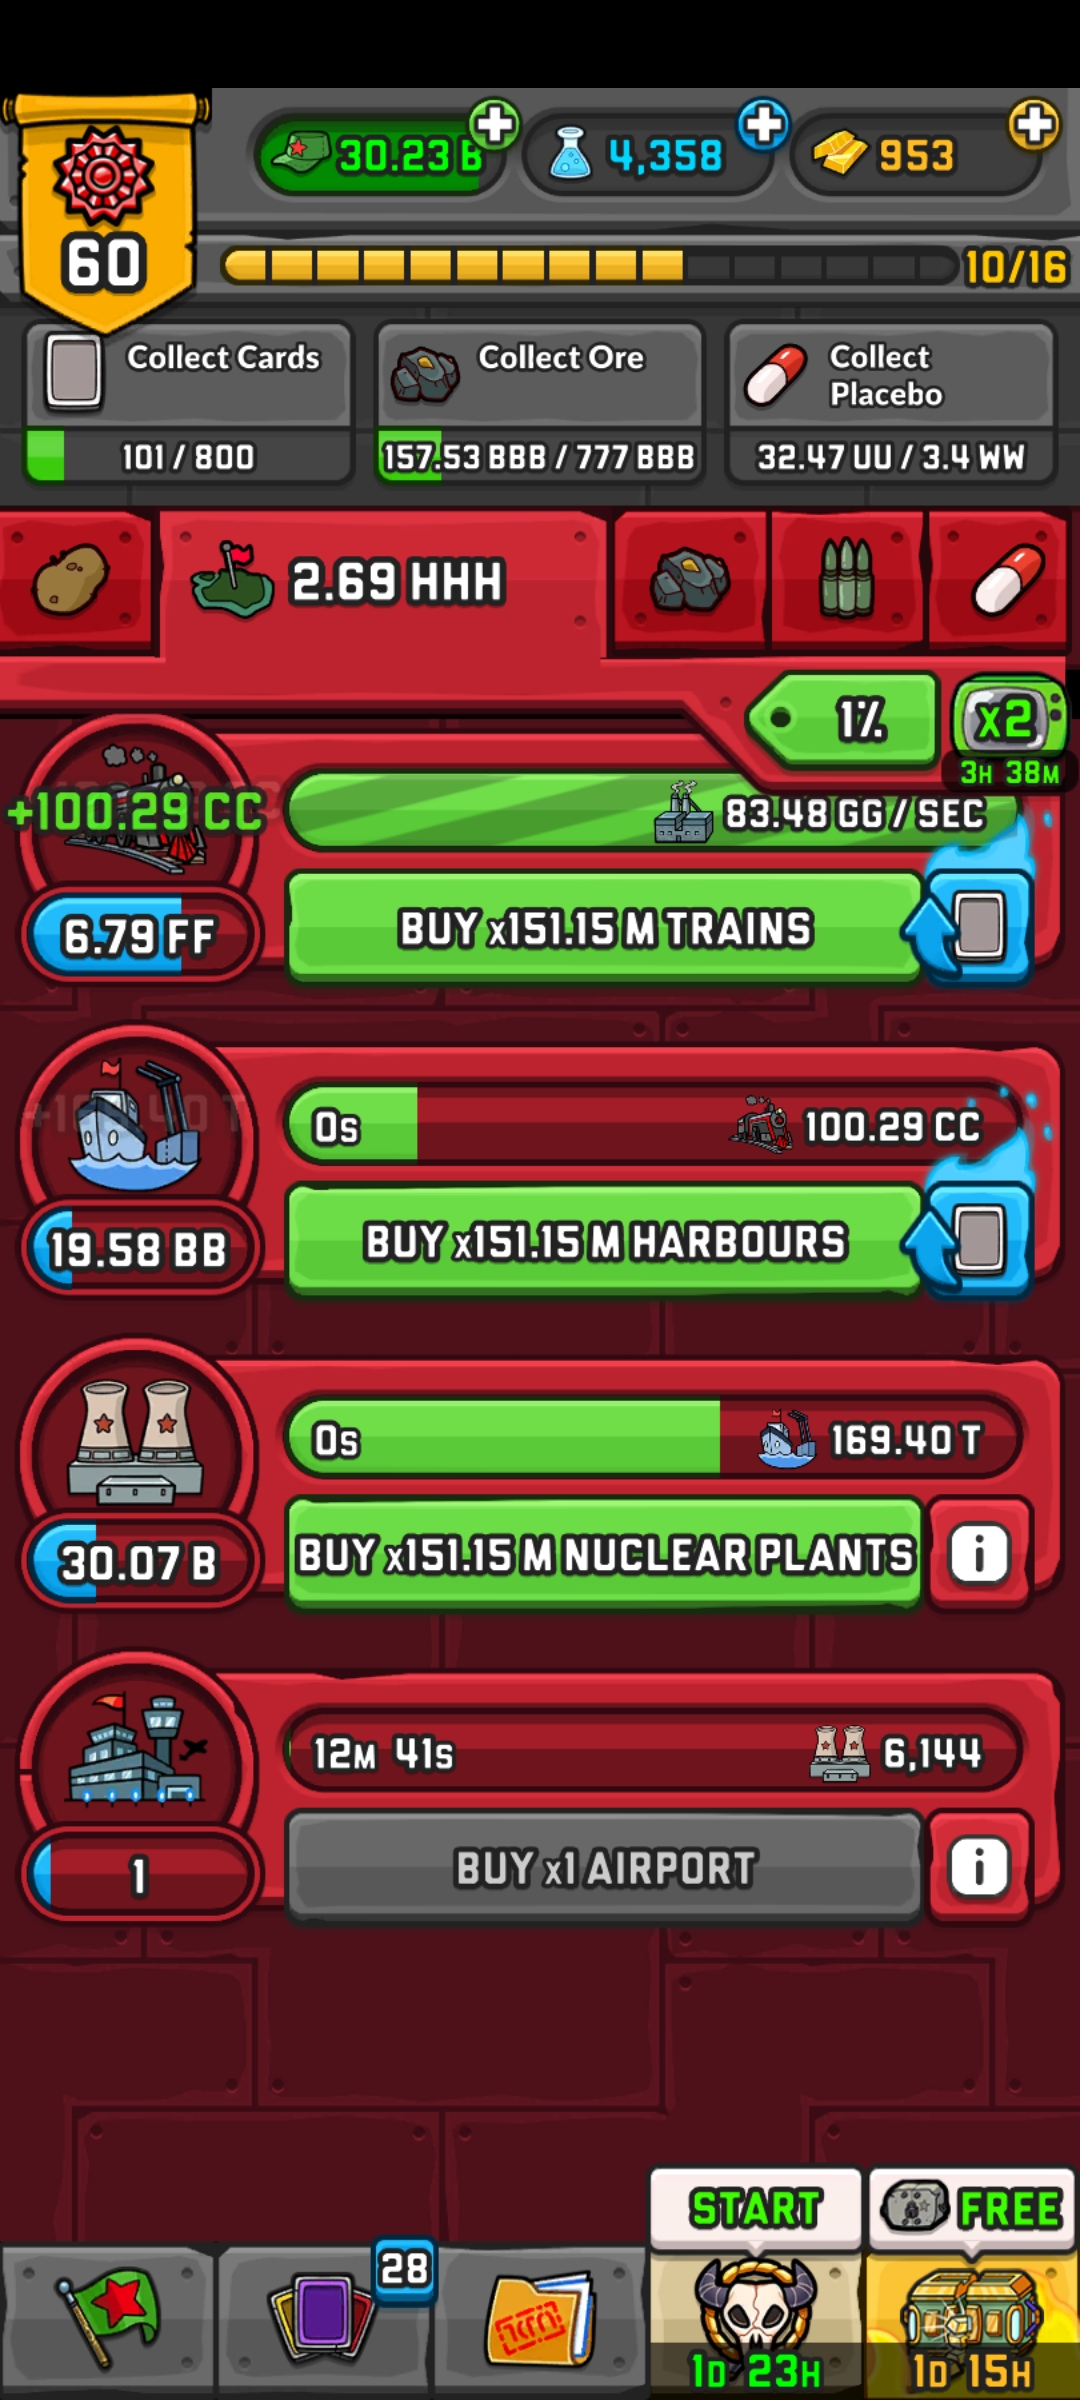 30.23 B
4,358
953
60
10/16
Collect Cards
101 / 800
Collect Ore
157.53 BBB / 777 BBB
Collect
Placebo
32.47 UU / 3.4 WW
2.69 HHH
1%
x2
3H 38M
+100.29 CC
83.48 GG / SEC
6.79 FF
BUY x151.15 M TRAINS
0s
100.29 CC
19.58 BB
BUY x151.15 M HARBOURS
0s
169.40 T
30.07 B
BUY x151.15 M NUCLEAR PLANTS
i
12M 41s
6,144
1
BUY x1 AIRPORT
i
START
FREE
28
1D 23H
1D 15H